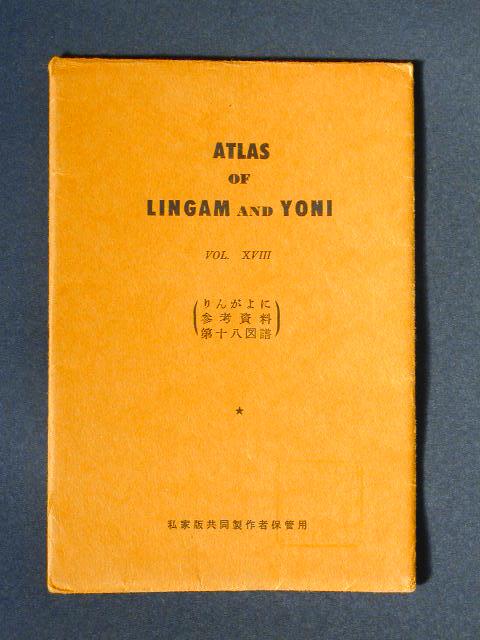 ATLAS
OF
LINGAM AND YONI
VOL. XVIII
りんがよに
参考資料
第十八図譜
★
私家版共同製作者保管用